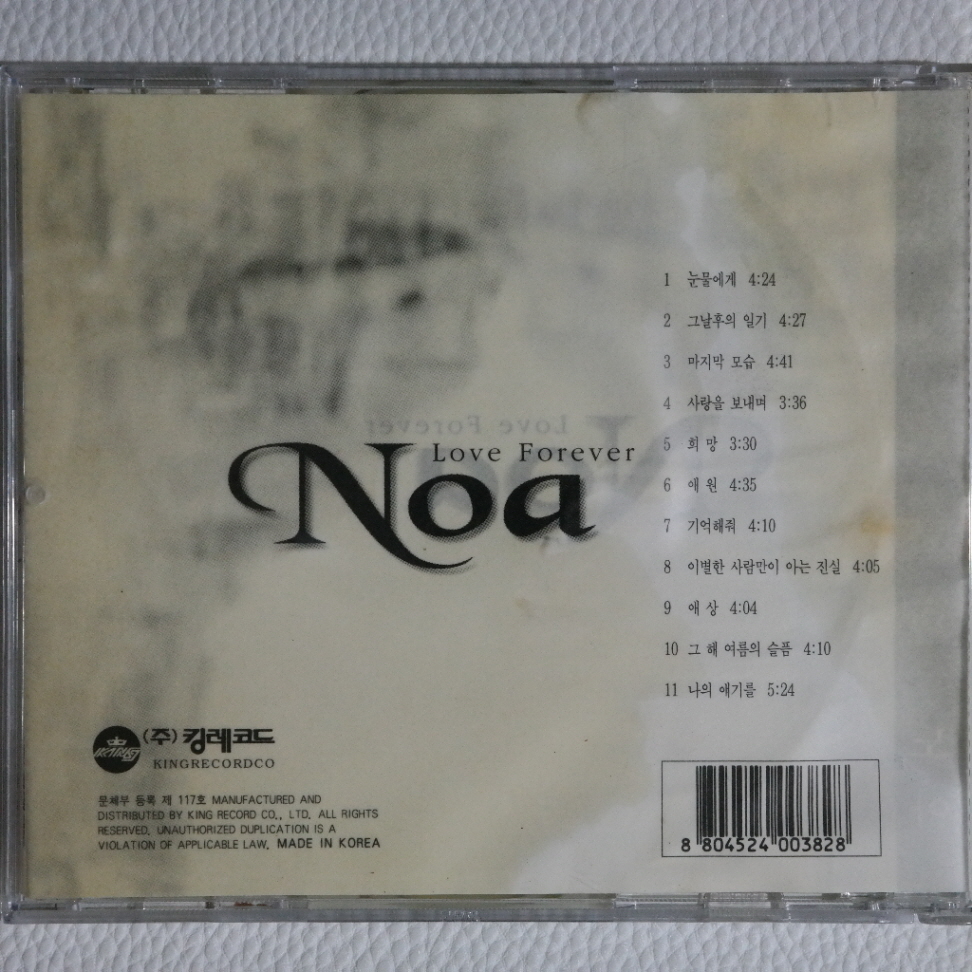 1 눈물에게 4:24
2 그날후의 일기 4:27
3 마지막 모습 4:41
4 사랑을 보내며 3:36
5 희 망 3:30
6 애 원 4:35
7 기억해줘 4:10
8 이별한 사람만이 아는 진실 4:05
9 애 상 4:04
10 그 해 여름의 슬픔 4:10
11 나의 얘기를 5:24
Love Forever
Noa
(주) 킹레코드
KINGRECORDCO
문체부 등록 제 117호 MANUFACTURED AND
DISTRIBUTED BY KING RECORD CO., LTD. ALL RIGHTS
RESERVED. UNAUTHORIZED DUPLICATION IS A
VIOLATION OF APPLICABLE LAW. MADE IN KOREA
8 804524 003828